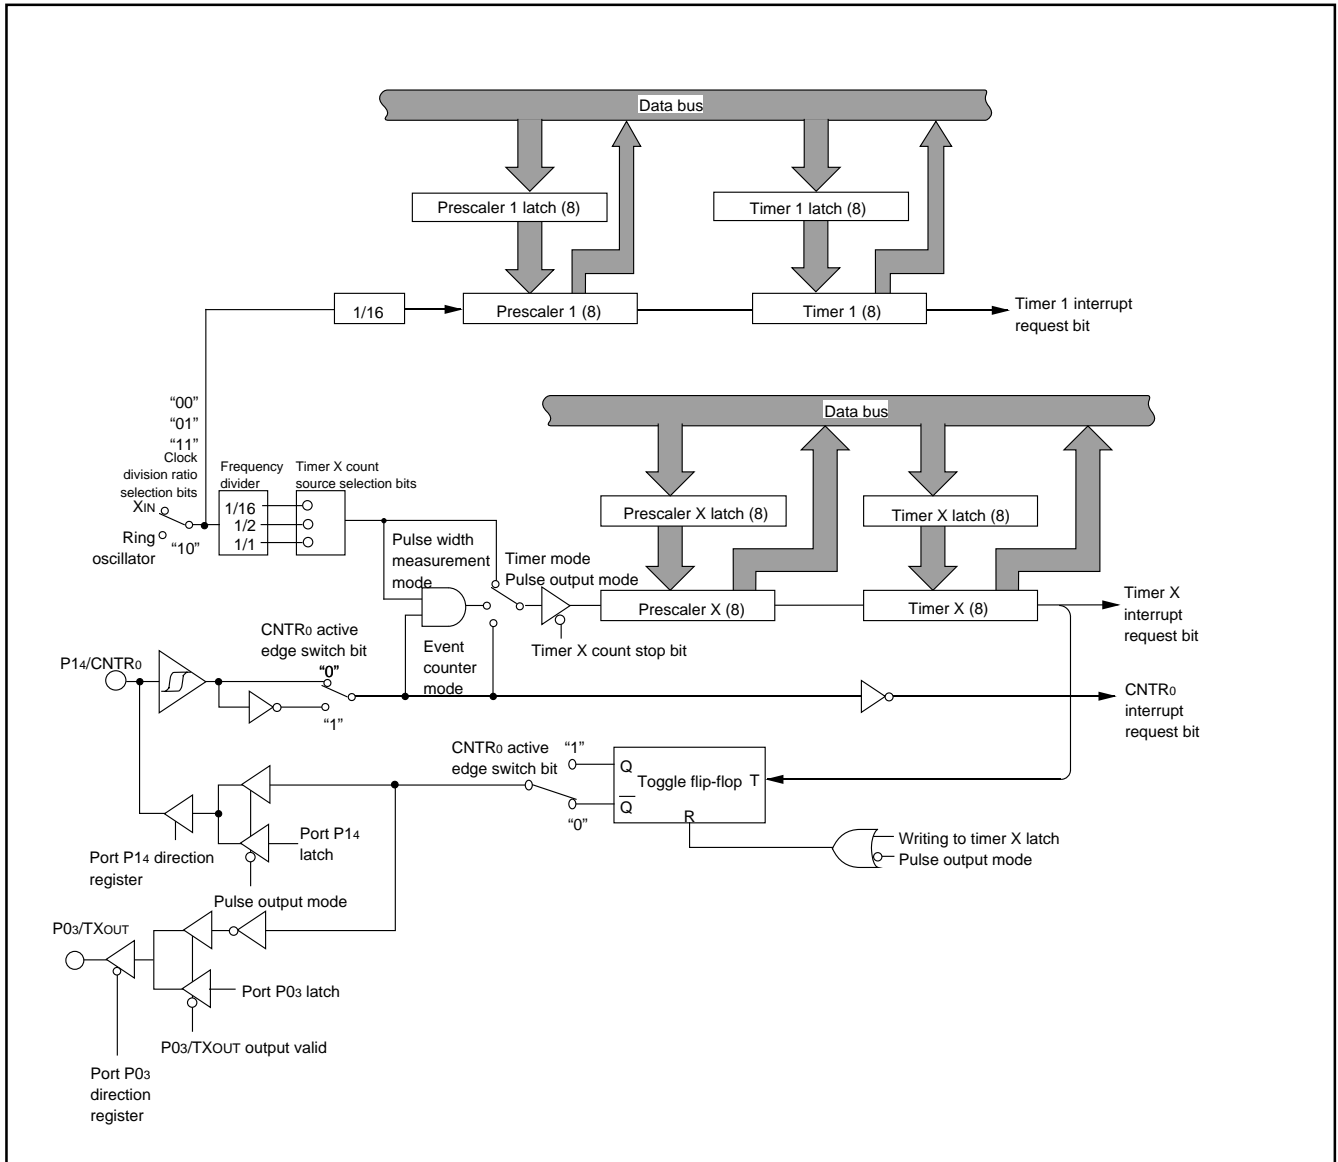 Data bus
Prescaler 1 latch (8)
Timer 1 latch (8)
1/16
Prescaler 1 (8)
Timer 1 (8)
Timer 1 interrupt
request bit
“00”
“01”
“11”
Clock
division ratio
selection bits
XIN
Ring
oscillator
“10”
Frequency
divider
1/16
1/2
1/1
Timer X count
source selection bits
Data bus
Prescaler X latch (8)
Timer X latch (8)
Pulse width
measurement
mode
Timer mode
Pulse output mode
Prescaler X (8)
Timer X (8)
Timer X
interrupt
request bit
Timer X count stop bit
CNTR0 active
edge switch bit
“0”
“1”
Event
counter
mode
P14/CNTR0
CNTR0
interrupt
request bit
CNTR0 active
edge switch bit
“1”
“0”
Q
Toggle flip-flop
T
Q
R
Writing to timer X latch
Pulse output mode
Port P14
latch
Port P14 direction
register
Pulse output mode
P03/TXOUT
Port P03 latch
P03/TXOUT output valid
Port P03
direction
register